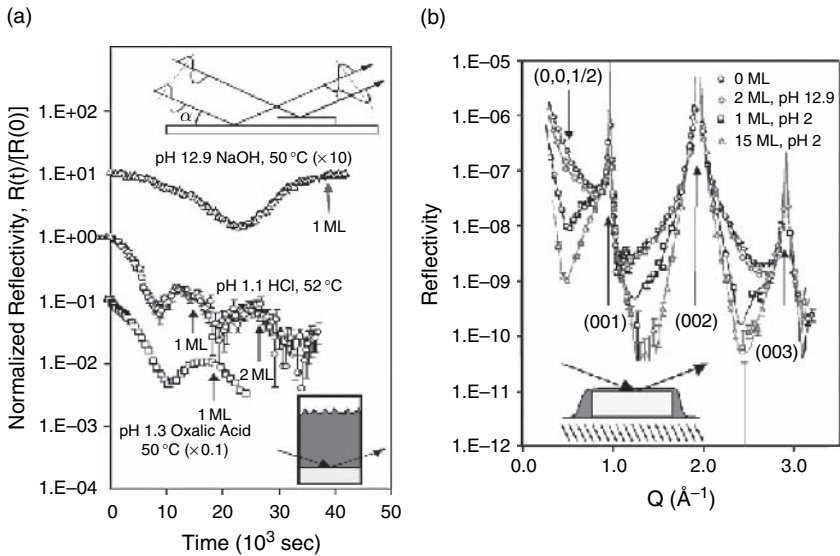 (a)
Normalized Reflectivity, R(t)/[R(0)]
1.E+02
1.E+01
1.E+00
1.E−01
1.E−02
1.E−03
1.E−04
α
pH 12.9 NaOH, 50 °C (×10)
1 ML
pH 1.1 HCl, 52 °C
1 ML
2 ML
1 ML
pH 1.3 Oxalic Acid
50 °C (×0.1)
0
10
20
30
40
50
Time (10³ sec)
(b)
Reflectivity
1.E−05
1.E−06
1.E−07
1.E−08
1.E−09
1.E−10
1.E−11
1.E−12
(0,0,1/2)
0 ML
2 ML, pH 12.9
1 ML, pH 2
15 ML, pH 2
(001)
(002)
(003)
0.0
1.0
2.0
3.0
Q (Å⁻¹)